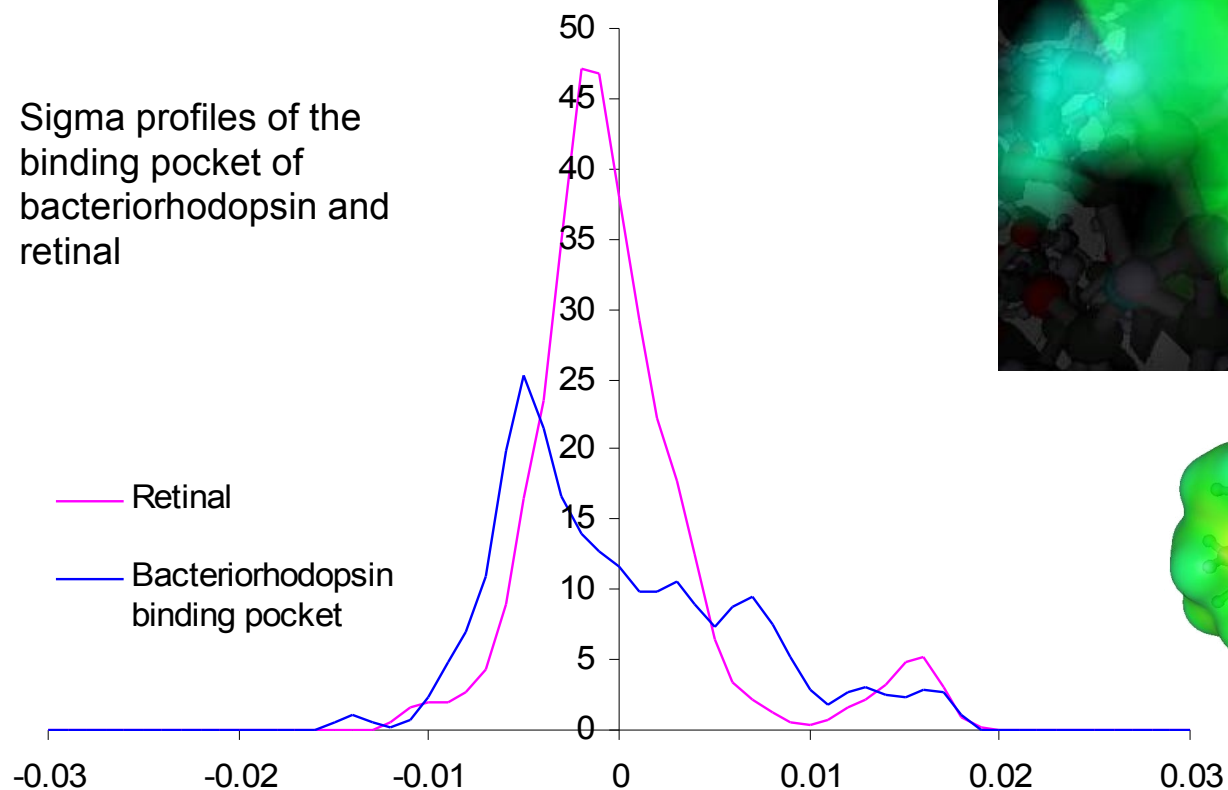 Sigma profiles of the
binding pocket of
bacteriorhodopsin and
retinal
50
45
40
35
30
25
20
15
10
5
0
Retinal
Bacteriorhodopsin
binding pocket
-0.03 -0.02 -0.01 0 0.01 0.02 0.03